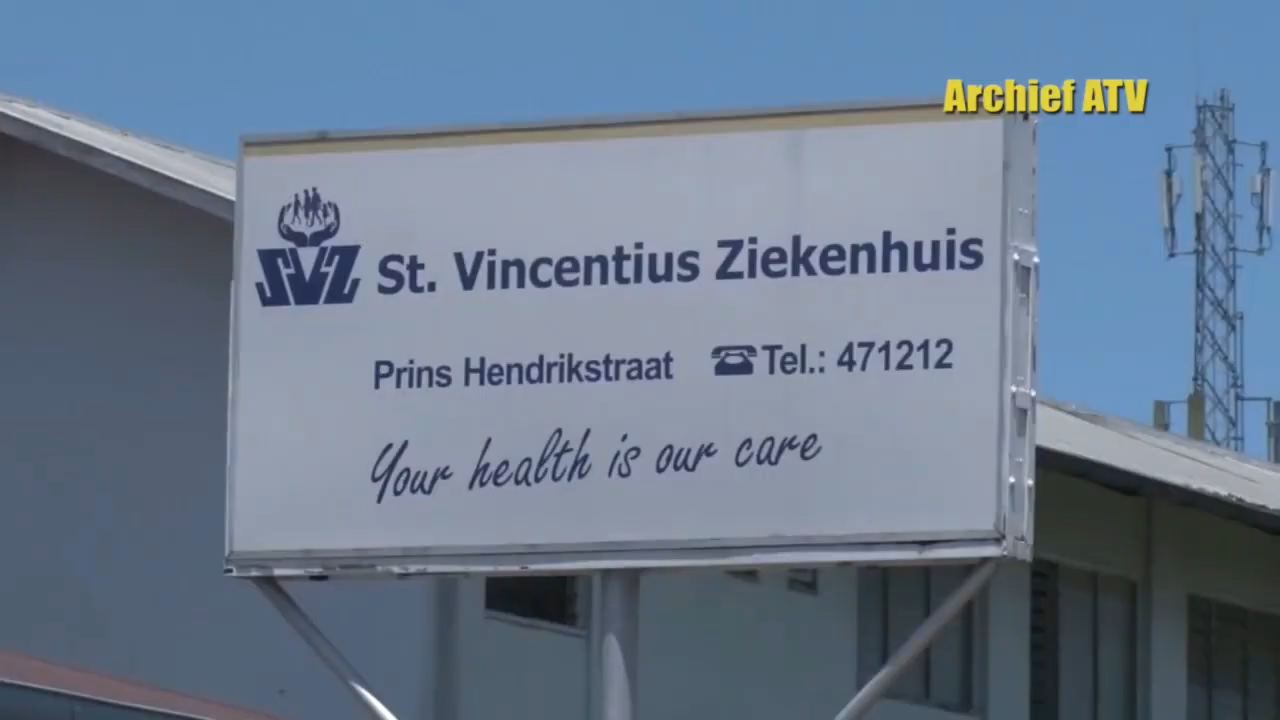 Archief ATV
SVZ
St. Vincentius Ziekenhuis
Prins Hendrikstraat ☎Tel.: 471212
Your health is our care